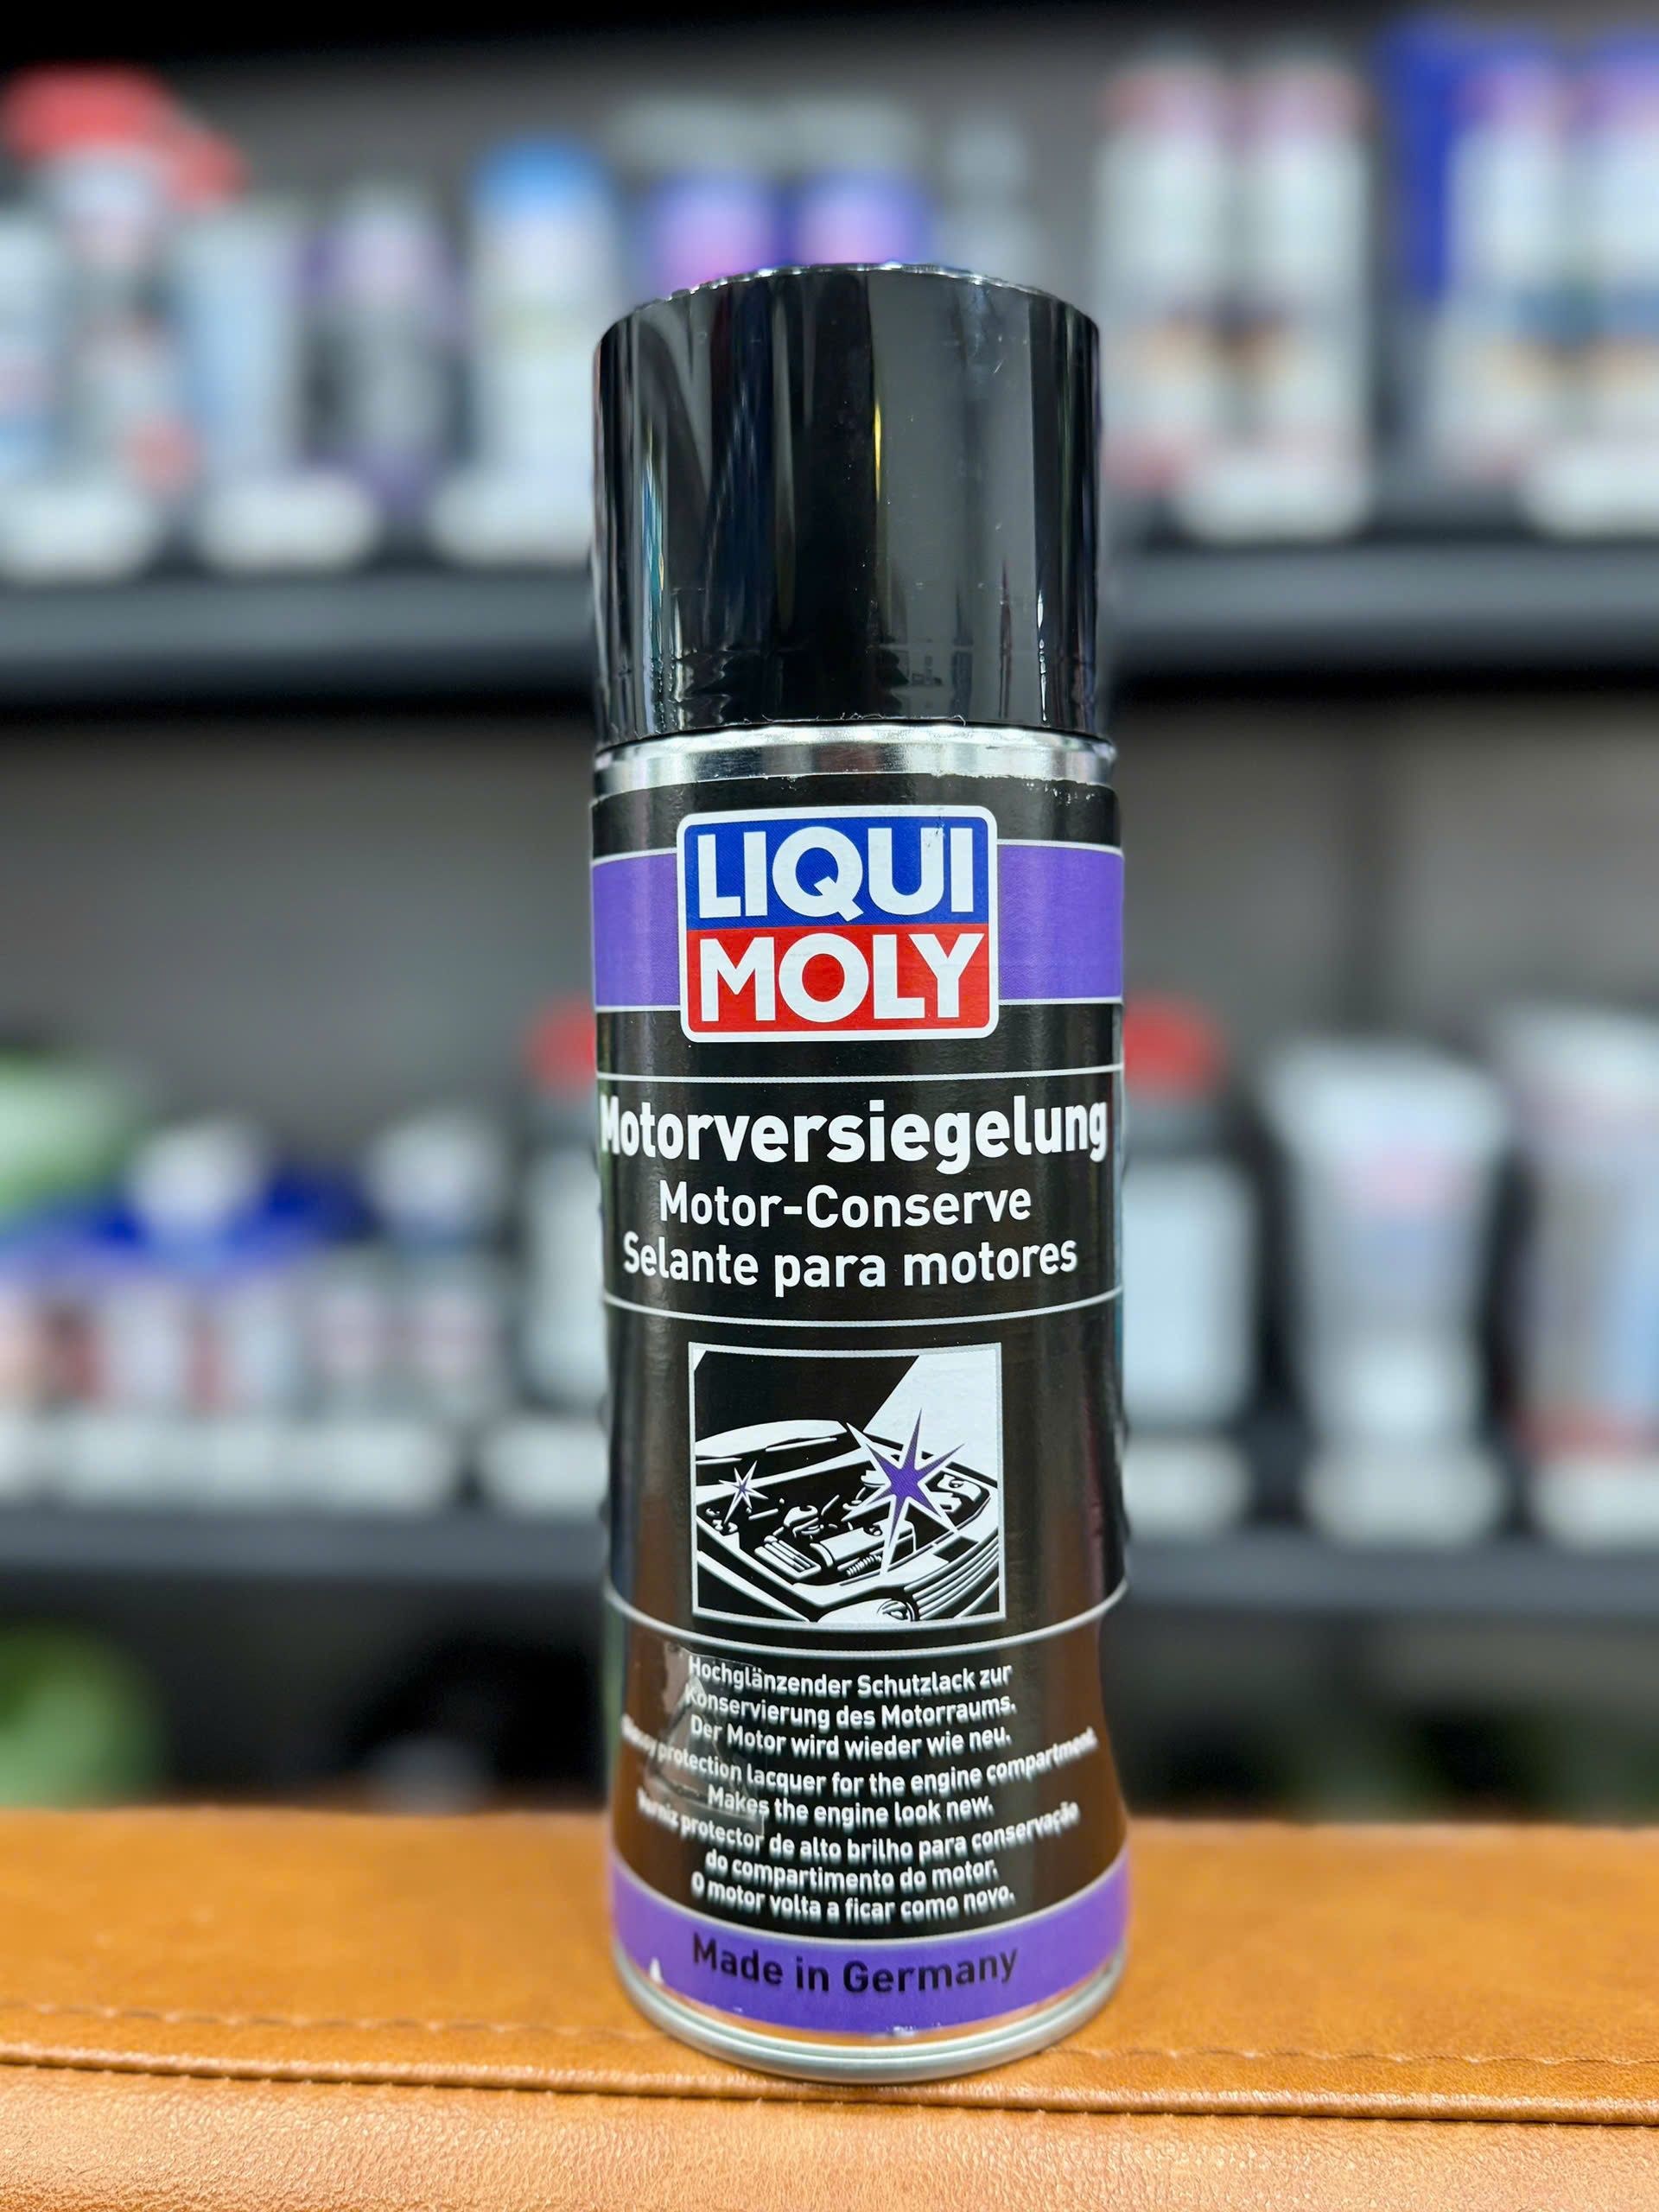 LIQUI
MOLY
Motorversiegelung
Motor-Conserve
Selante para motores
Hochglänzender Schutzlack zur
Konservierung des Motorraums.
Der Motor wird wieder wie neu.
protection lacquer for the engine compartment.
Makes the engine look new.
Verniz protector de alto brilho para conservação
do compartimento do motor.
O motor volta a ficar como novo.
Made in Germany